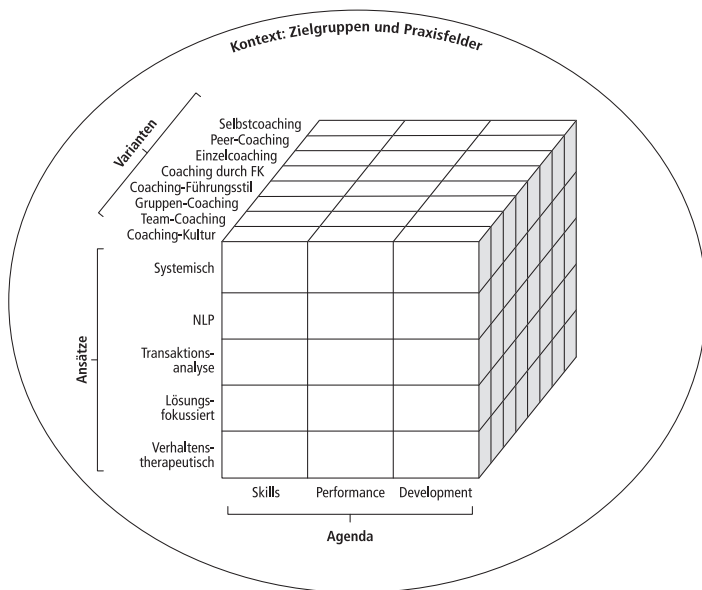 Kontext: Zielgruppen und Praxisfelder
Varianten
Selbstcoaching
Peer-Coaching
Einzelcoaching
Coaching durch FK
Coaching-Führungsstil
Gruppen-Coaching
Team-Coaching
Coaching-Kultur
Ansätze
Systemisch
NLP
Transaktions-
analyse
Lösungs-
fokussiert
Verhaltens-
therapeutisch
Skills Performance Development
Agenda